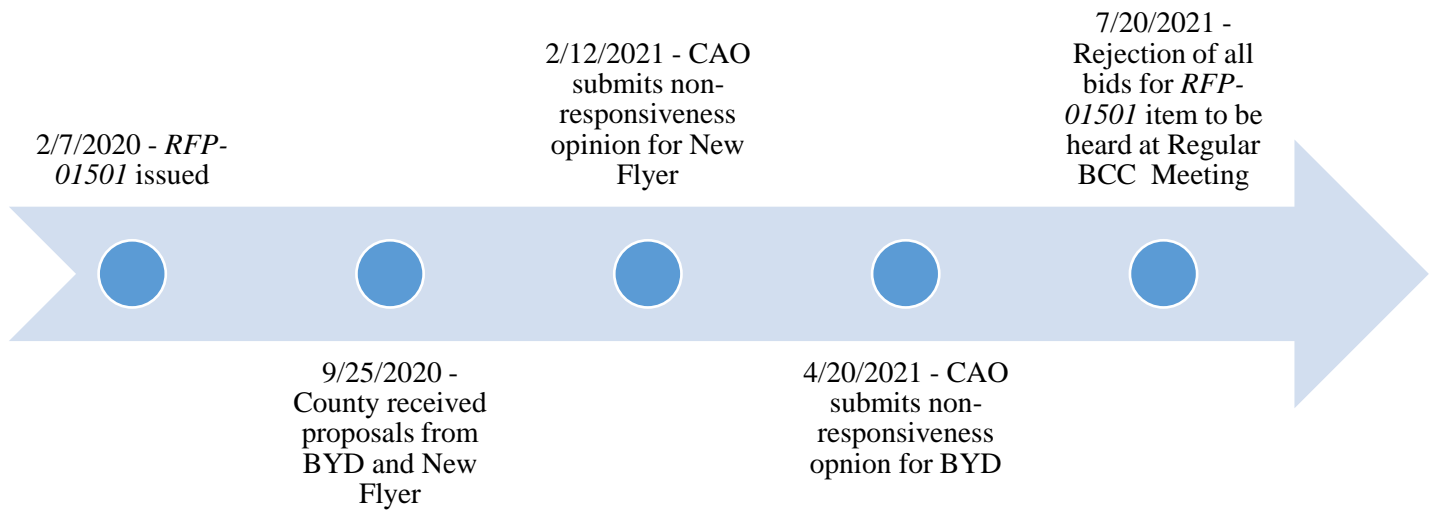 2/7/2020 - RFP-
01501 issued
9/25/2020 -
County received
proposals from
BYD and New
Flyer
2/12/2021 - CAO
submits non-
responsiveness
opinion for New
Flyer
4/20/2021 - CAO
submits non-
responsiveness
opnion for BYD
7/20/2021 -
Rejection of all
bids for RFP-
01501 item to be
heard at Regular
BCC Meeting